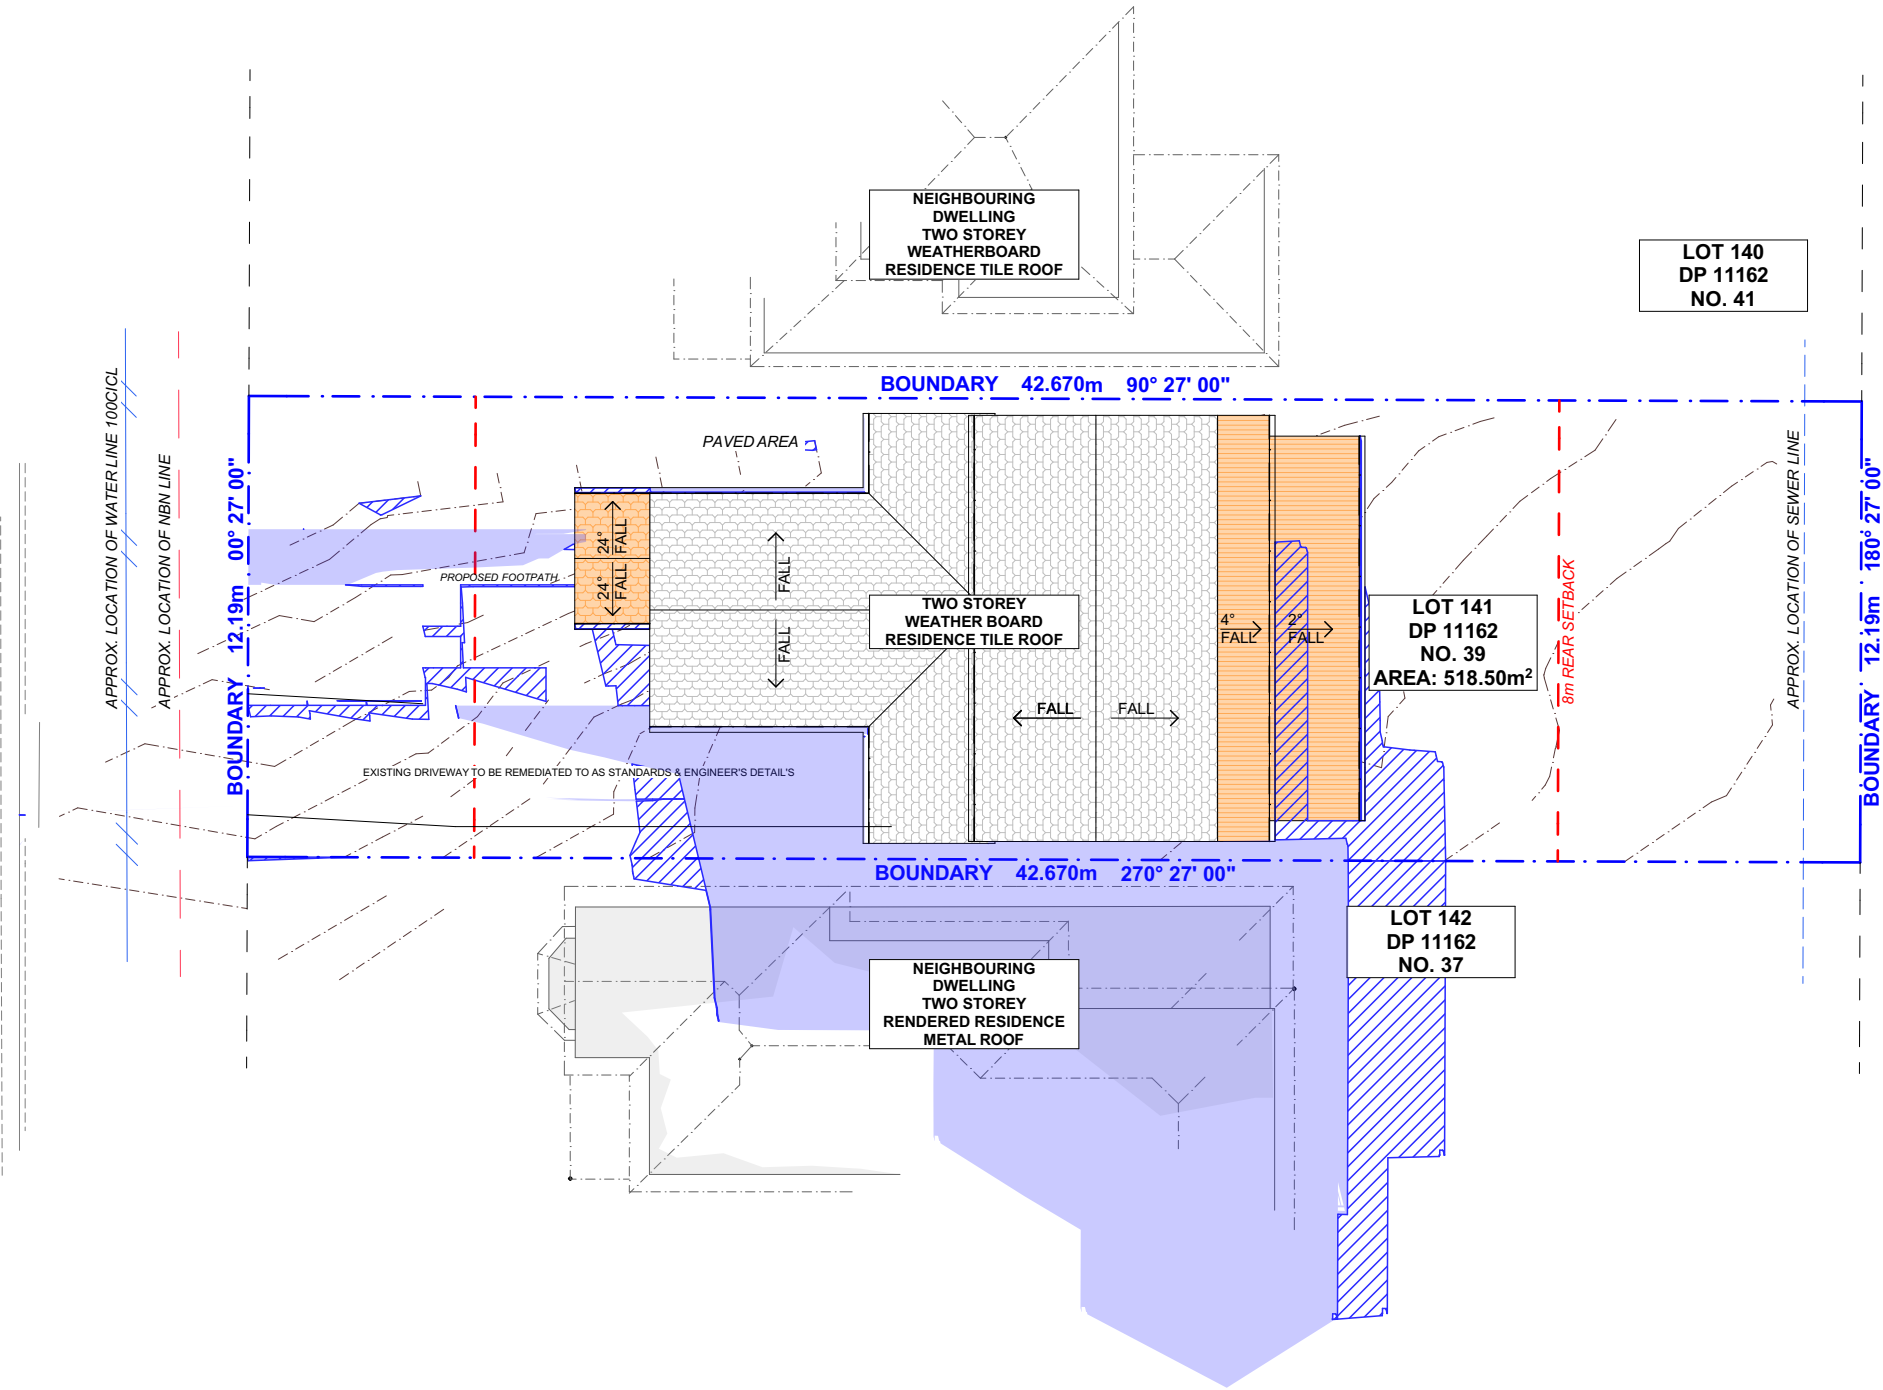 NEIGHBOURING
DWELLING
TWO STOREY
WEATHERBOARD
RESIDENCE TILE ROOF
LOT 140
DP 11162
NO. 41
BOUNDARY 42.670m 90° 27' 00"
APPROX. LOCATION OF WATER LINE 100CICL
APPROX. LOCATION OF NBN LINE
BOUNDARY 12.19m 00° 27' 00"
PAVED AREA
PROPOSED FOOTPATH
24°
FALL
24°
FALL
FALL
FALL
TWO STOREY
WEATHER BOARD
RESIDENCE TILE ROOF
FALL
FALL
4°
FALL
2°
FALL
LOT 141
DP 11162
NO. 39
AREA: 518.50m²
8m REAR SETBACK
APPROX. LOCATION OF SEWER LINE
BOUNDARY 12.19m 180° 27' 00"
EXISTING DRIVEWAY TO BE REMEDIATED TO AS STANDARDS & ENGINEER'S DETAIL'S
BOUNDARY 42.670m 270° 27' 00"
LOT 142
DP 11162
NO. 37
NEIGHBOURING
DWELLING
TWO STOREY
RENDERED RESIDENCE
METAL ROOF